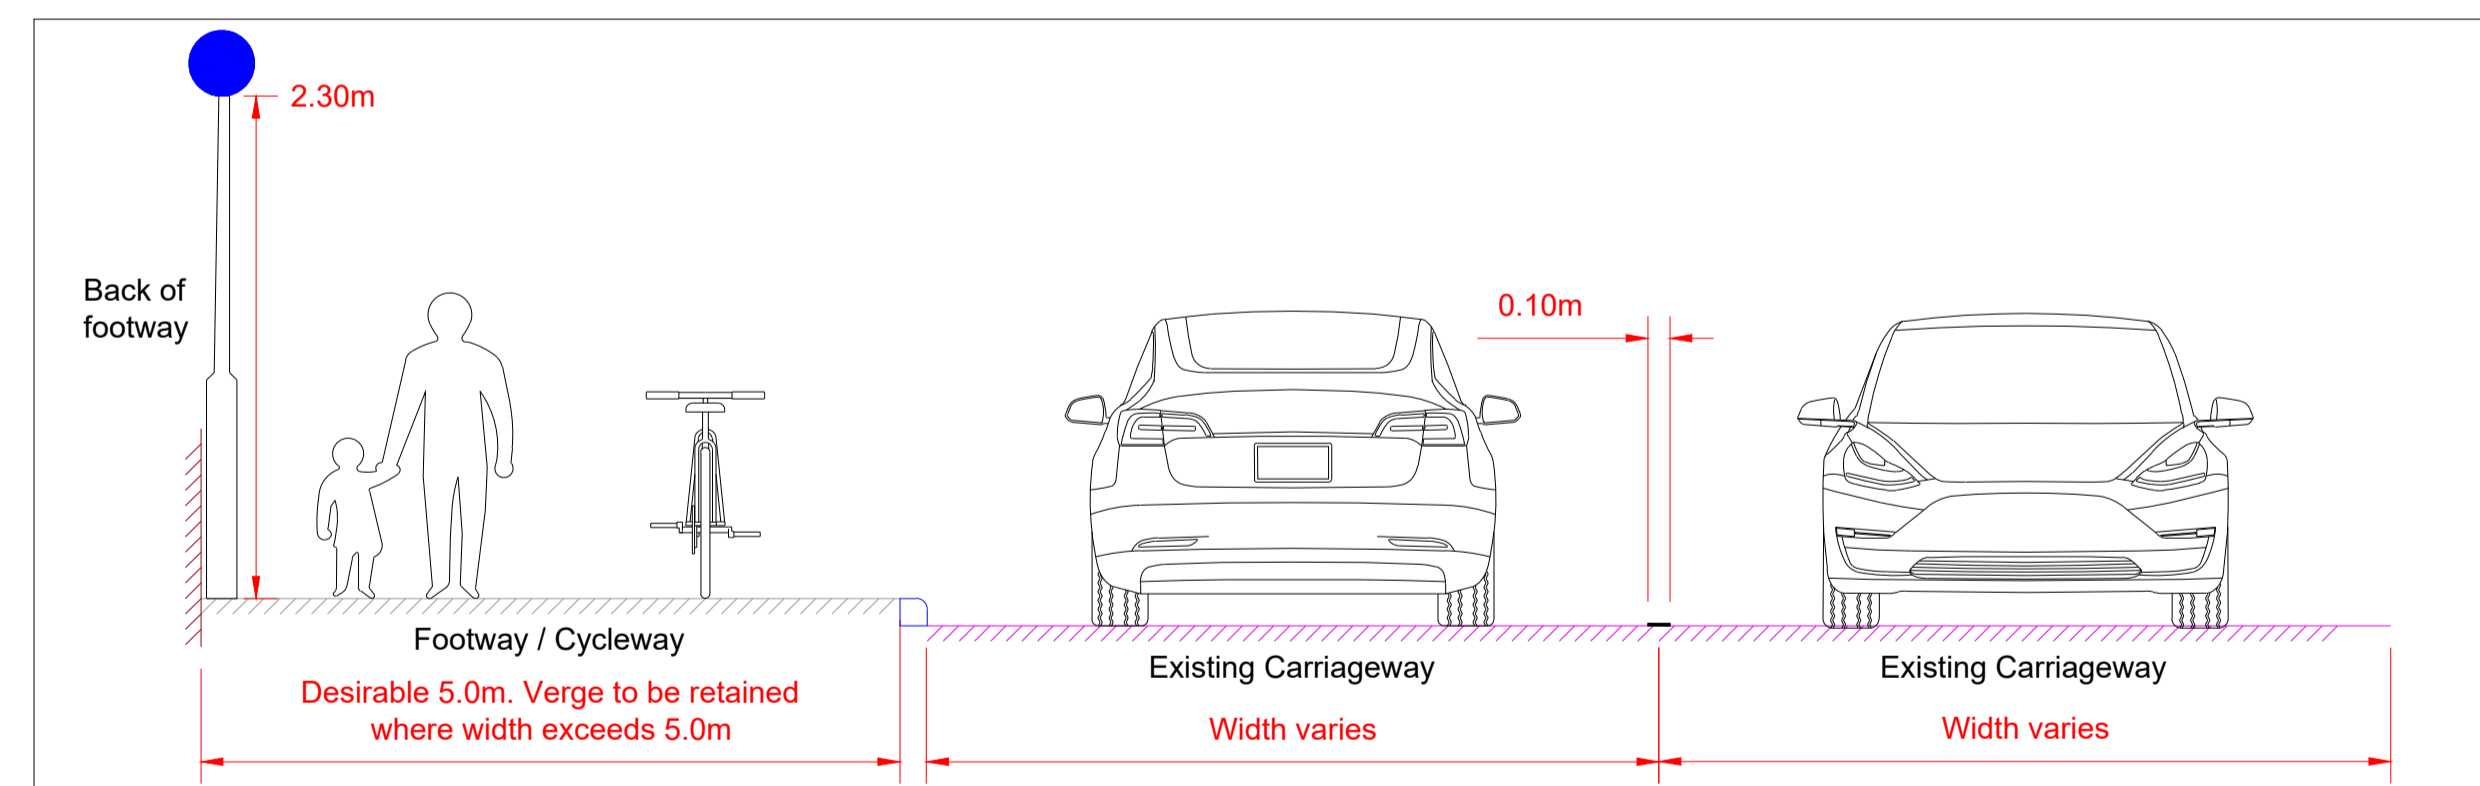 2.30m
Back of
footway
0.10m
Footway / Cycleway
Desirable 5.0m. Verge to be retained
where width exceeds 5.0m
Existing Carriageway
Width varies
Existing Carriageway
Width varies